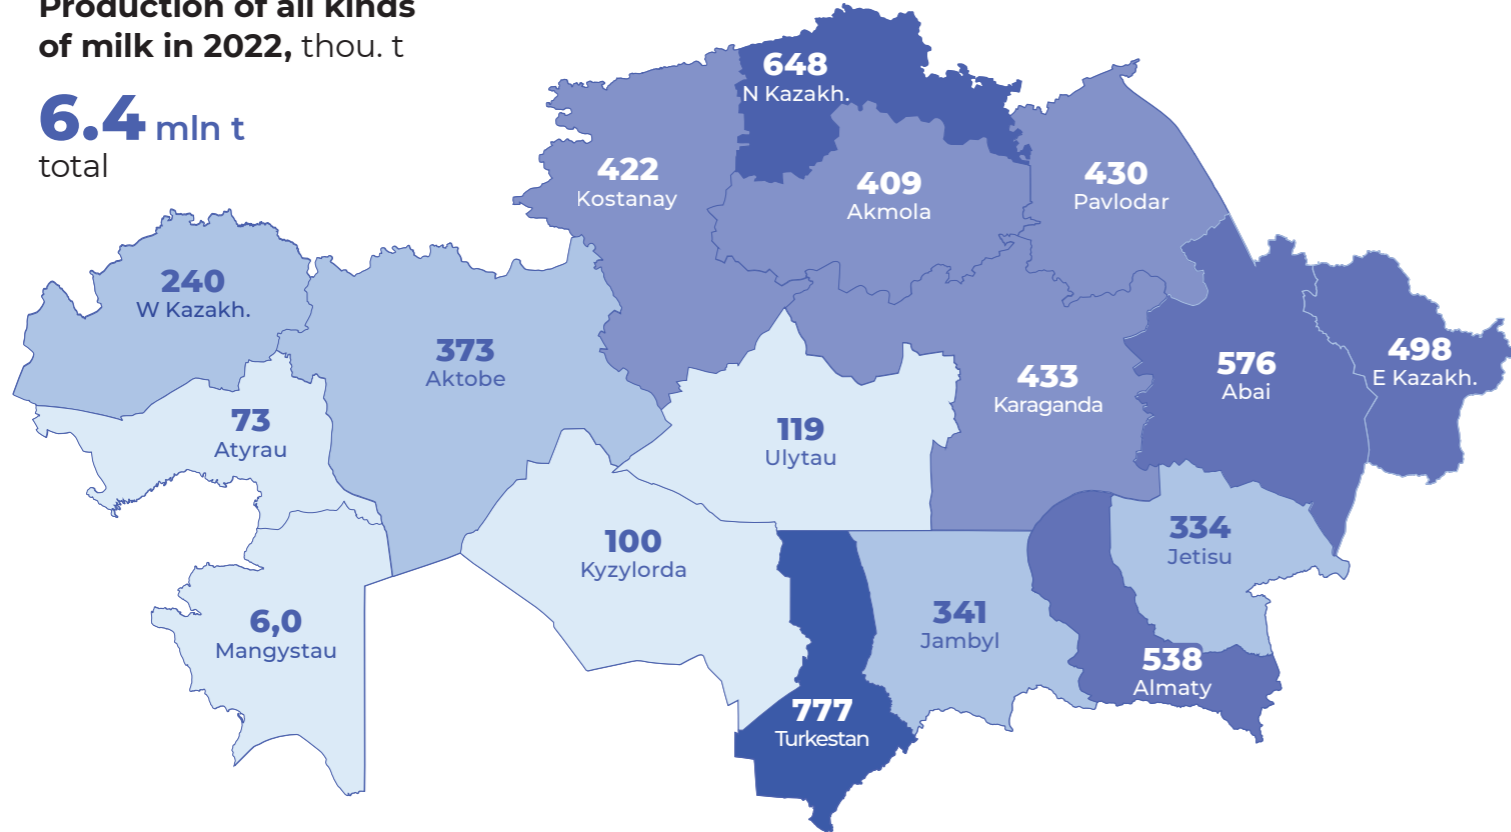 Production of all kinds
of milk in 2022, thou. t
6.4 mln t
total
648
N Kazakh.
422
Kostanay
409
Akmola
430
Pavlodar
240
W Kazakh.
373
Aktobe
73
Atyrau
119
Ulytau
433
Karaganda
576
Abai
498
E Kazakh.
6,0
Mangystau
100
Kyzylorda
341
Jambyl
334
Jetisu
538
Almaty
777
Turkestan